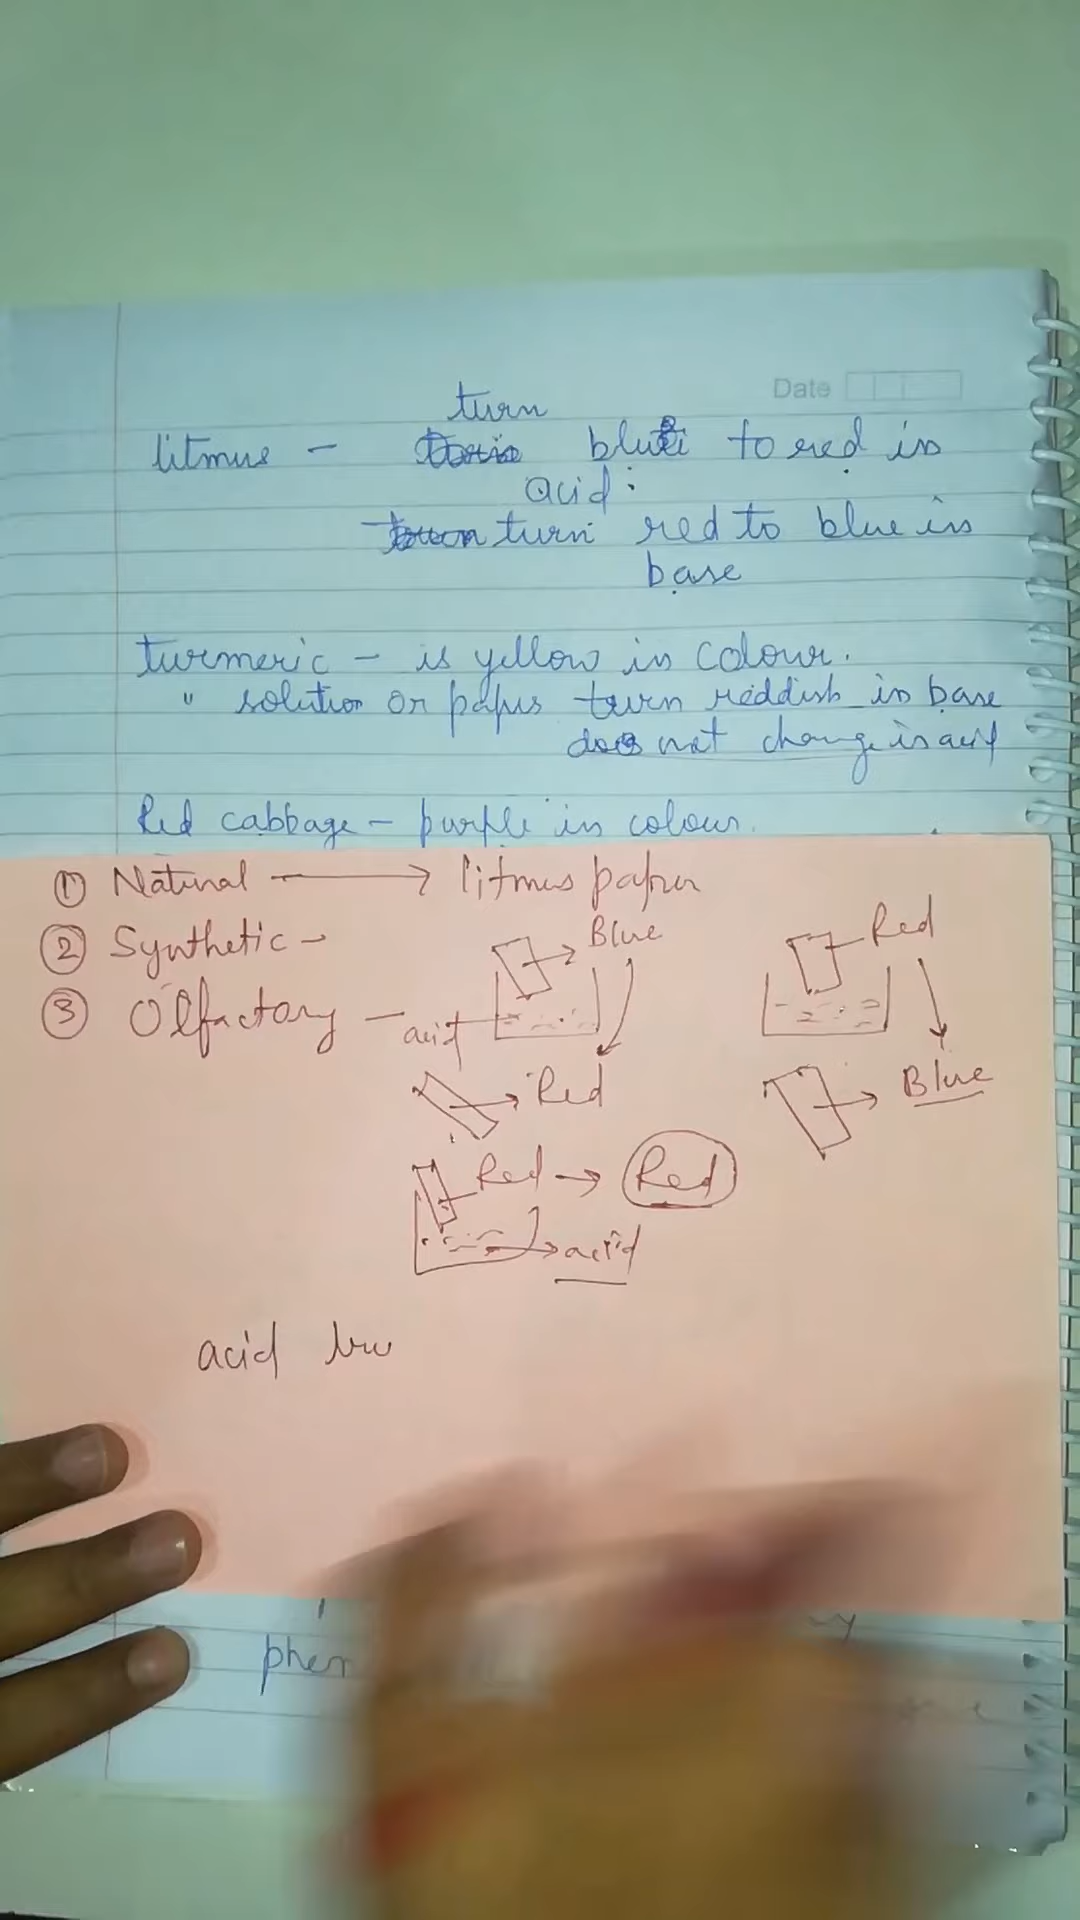 Date
turn
litmus - blue to red in
acid.
turn red to blue in
base
turmeric - is yellow in colour.
" solution or paper turn reddish in base
does not change in acid
Red cabbage - purple in colour.
① Natural → litmus paper
② Synthetic -
→ Blue
Red
③ Olfactory -
acid
→ Red
→ Blue
Red → Red
→ acid
acid
phen